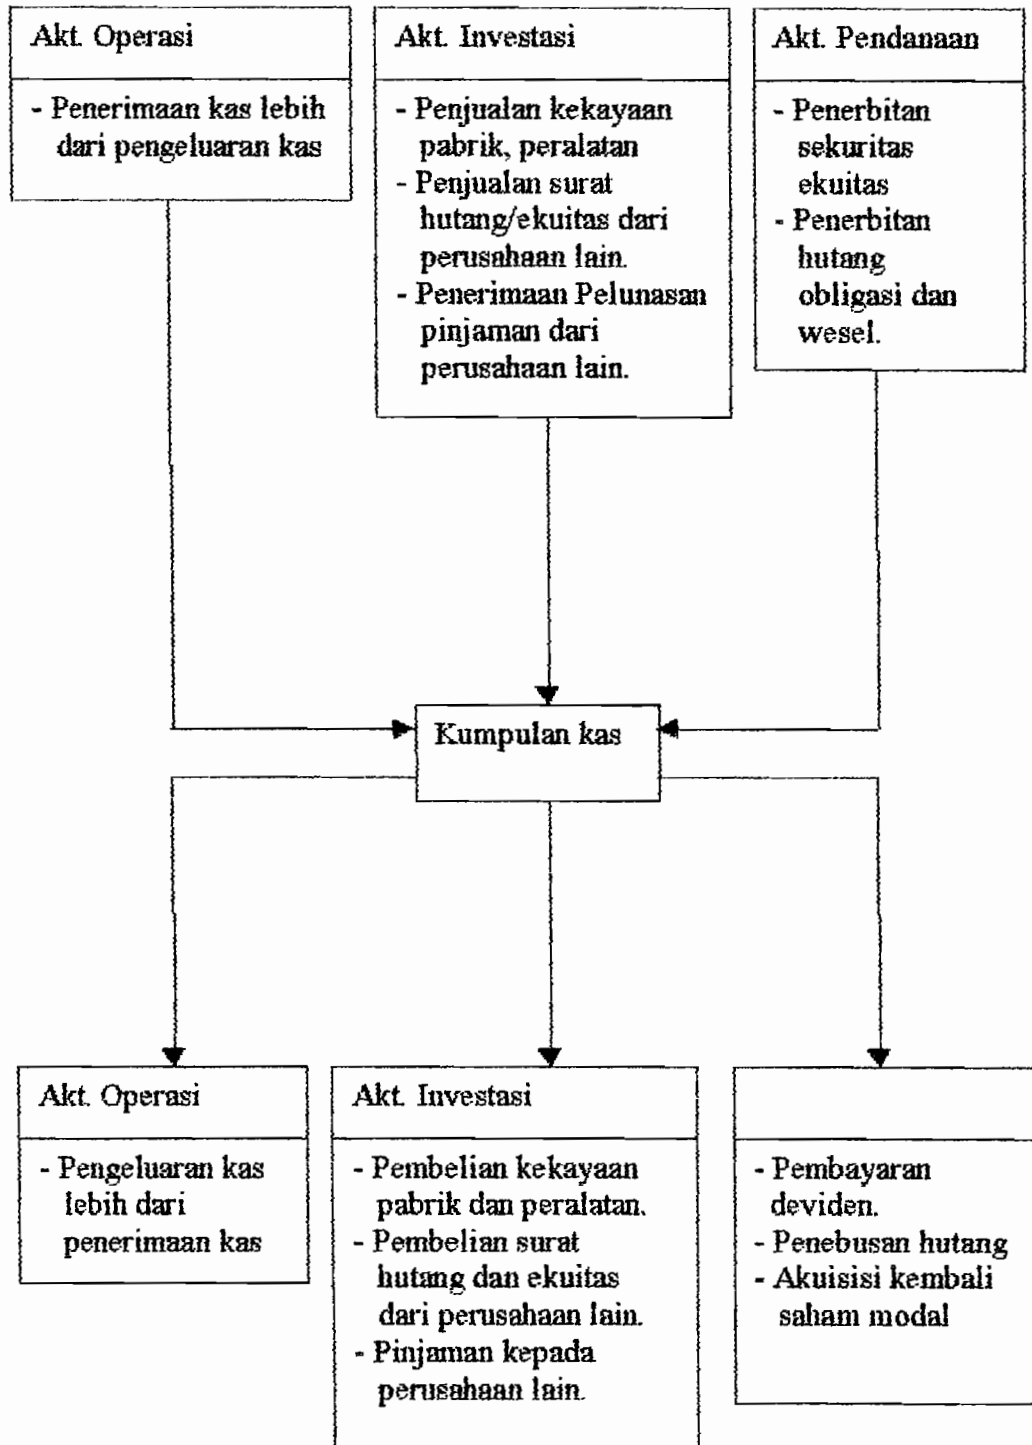 Akt. Operasi
- Penerimaan kas lebih
dari pengeluaran kas
Akt. Investasi
- Penjualan kekayaan
pabrik, peralatan
- Penjualan surat
hutang/ekuitas dari
perusahaan lain.
- Penerimaan Pelunasan
pinjaman dari
perusahaan lain.
Akt. Pendanaan
- Penerbitan
sekuritas
ekuitas
- Penerbitan
hutang
obligasi dan
wesel.
Kumpulan kas
Akt. Operasi
- Pengeluaran kas
lebih dari
penerimaan kas
Akt. Investasi
- Pembelian kekayaan
pabrik dan peralatan.
- Pembelian surat
hutang dan ekuitas
dari perusahaan lain.
- Pinjaman kepada
perusahaan lain.
- Pembayaran
deviden.
- Penebusan hutang
- Akuisisi kembali
saham modal